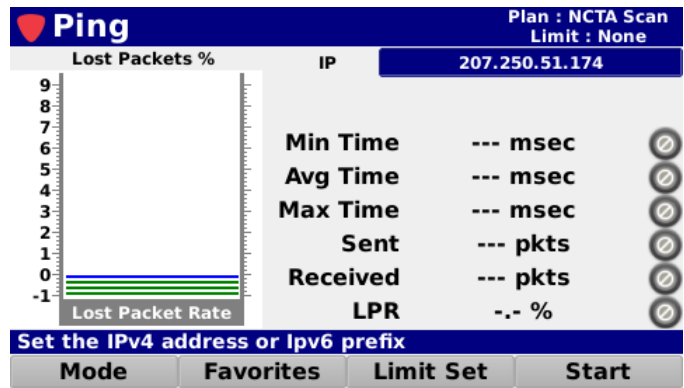 Ping
Plan : NCTA Scan
Limit : None
Lost Packets %
IP
207.250.51.174
9
8
7
6
5
4
3
2
1
0
-1
Lost Packet Rate
Min Time --- msec
Avg Time --- msec
Max Time --- msec
Sent --- pkts
Received --- pkts
LPR -.- %
Set the IPv4 address or Ipv6 prefix
Mode Favorites Limit Set Start